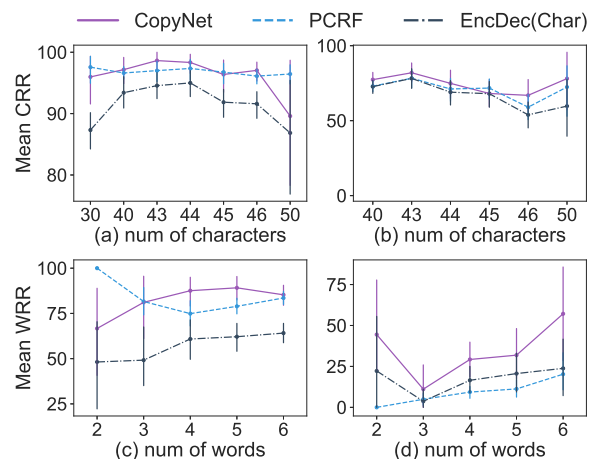 CopyNet PCRF EncDec(Char)
Mean CRR
100
90
80
30 40 43 44 45 46 50
(a) num of characters
100
50
0
40 43 44 45 46 50
(b) num of characters
Mean WRR
100
75
50
25
2 3 4 5 6
(c) num of words
75
50
25
0
2 3 4 5 6
(d) num of words